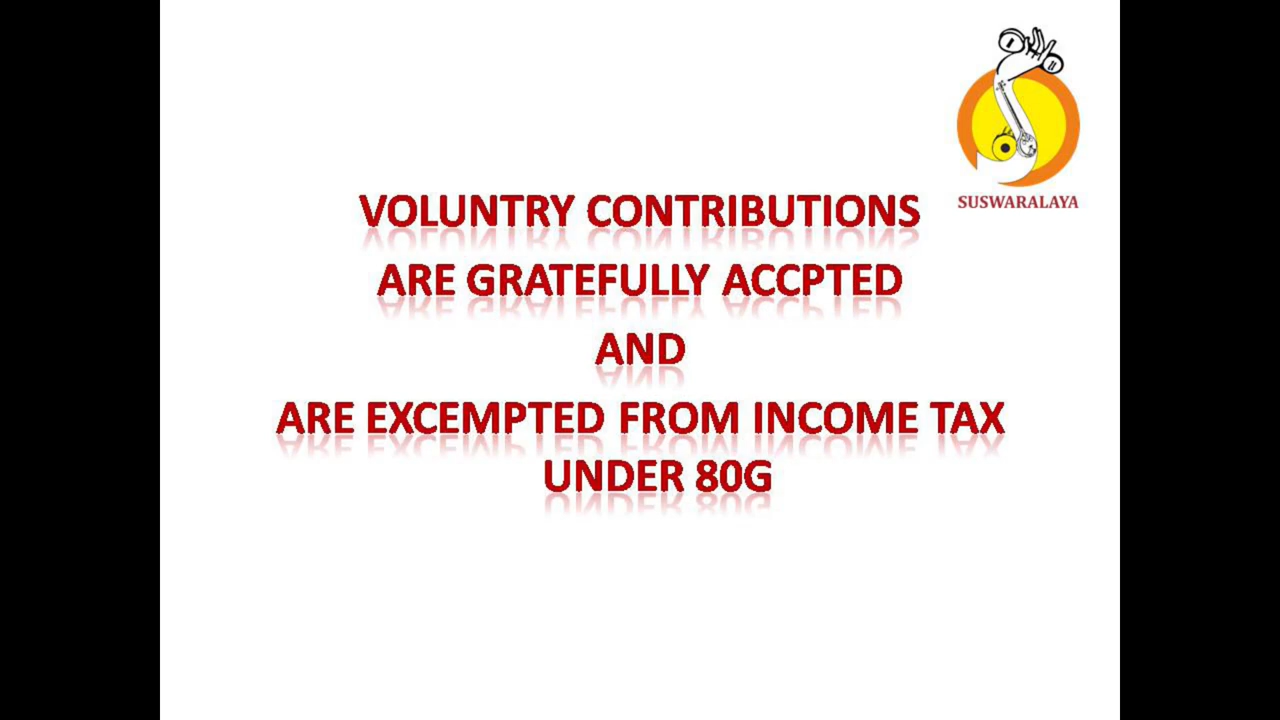 SUSWARALAYA
VOLUNTRY CONTRIBUTIONS
ARE GRATEFULLY ACCPTED
AND
ARE EXCEMPTED FROM INCOME TAX
UNDER 80G